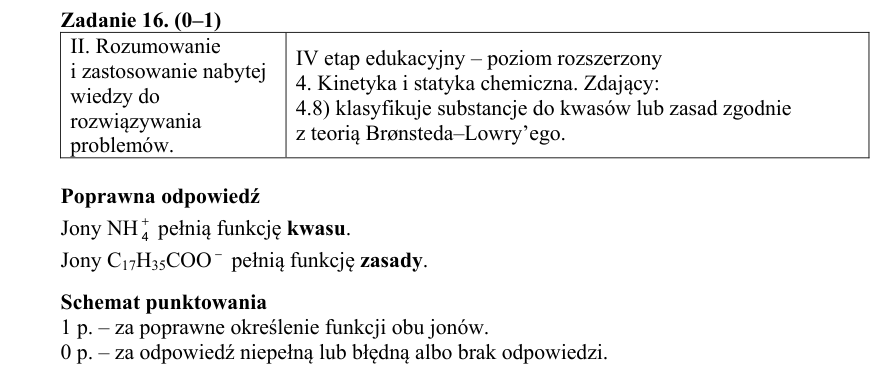 Zadanie 16. (0–1)
II. Rozumowanie
i zastosowanie nabytej
wiedzy do
rozwiązywania
problemów.
IV etap edukacyjny – poziom rozszerzony
4. Kinetyka i statyka chemiczna. Zdający:
4.8) klasyfikuje substancje do kwasów lub zasad zgodnie
z teorią Brønsteda–Lowry’ego.
Poprawna odpowiedź
Jony NH₄⁺ pełnią funkcję kwasu.
Jony C₁₇H₃₅COO⁻ pełnią funkcję zasady.
Schemat punktowania
1 p. – za poprawne określenie funkcji obu jonów.
0 p. – za odpowiedź niepełną lub błędną albo brak odpowiedzi.